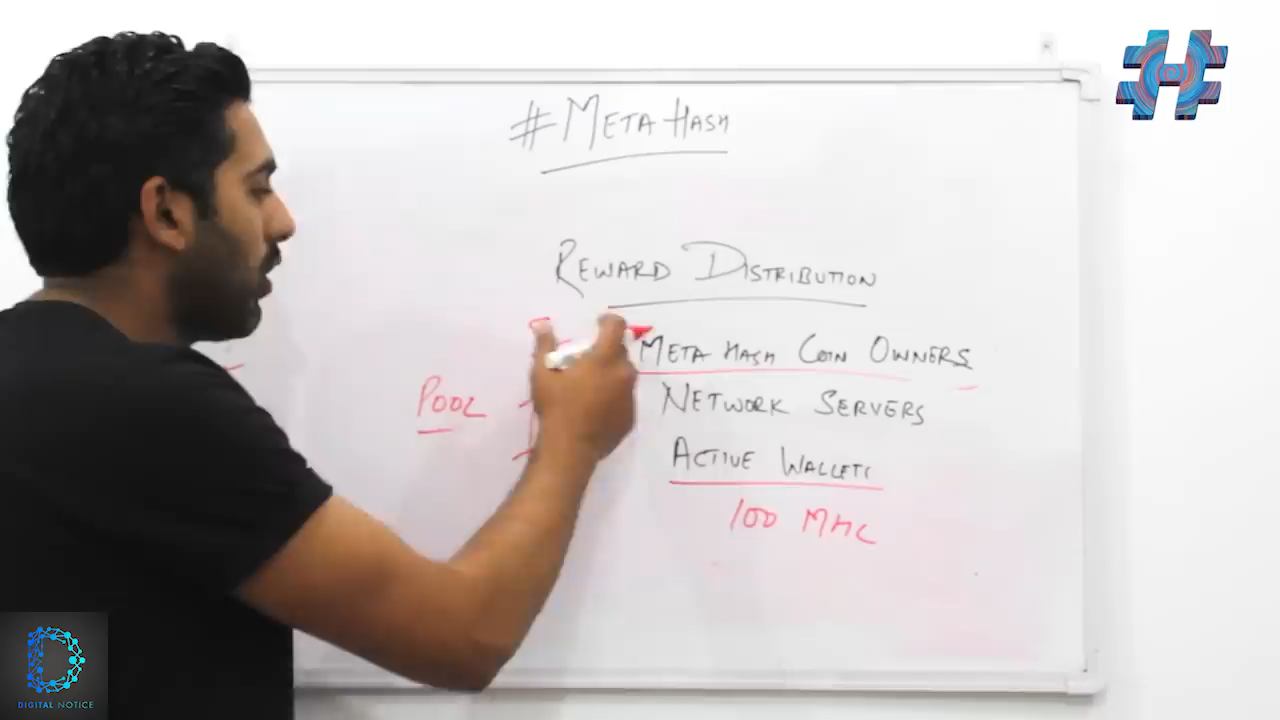 #META HASH
REWARD DISTRIBUTION
META HASH COIN OWNERS
POOL
NETWORK SERVERS
ACTIVE WALLETS
100 MHC
DIGITAL NOTICE